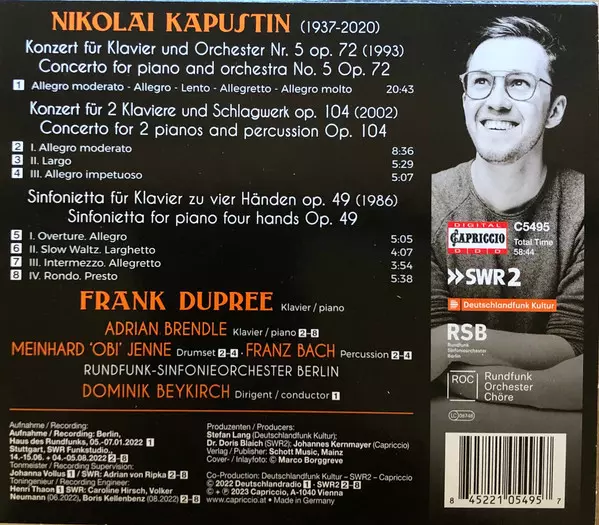 NIKOLAI KAPUSTIN (1937-2020)
Konzert für Klavier und Orchester Nr. 5 op. 72 (1993)
Concerto for piano and orchestra No. 5 Op. 72
1 Allegro moderato - Allegro - Lento - Allegretto - Allegro molto 20:43
Konzert für 2 Klaviere und Schlagwerk op. 104 (2002)
Concerto for 2 pianos and percussion Op. 104
2 I. Allegro moderato 8:36
3 II. Largo 5:29
4 III. Allegro impetuoso 5:07
Sinfonietta für Klavier zu vier Händen op. 49 (1986)
Sinfonietta for piano four hands Op. 49
5 I. Overture. Allegro 5:05
6 II. Slow Waltz. Larghetto 4:07
7 III. Intermezzo. Allegretto 3:54
8 IV. Rondo. Presto 5:38
FRANK DUPREE Klavier / piano
ADRIAN BRENDLE Klavier / piano 2-8
MEINHARD 'OBI' JENNE Drumset 2-4 • FRANZ BACH Percussion 2-4
RUNDFUNK-SINFONIEORCHESTER BERLIN
DOMINIK BEYKIRCH Dirigent / conductor 1
Aufnahme / Recording:
Aufnahme / Recording: Berlin,
Haus des Rundfunks, 05.-07.01.2022 1
Stuttgart, SWR Funkstudio,
14.-15.06. + 04.-05.08.2022 2-8
Tonmeister / Recording Supervision:
Johanna Vollus 1 / SWR: Adrian von Ripka 2-8
Toningenieur / Recording Engineer:
Henri Thaon 1 SWR: Caroline Hirsch, Volker
Neumann (06.2022), Boris Kellenbenz (08.2022) 2-8
Produzenten / Producers:
Stefan Lang (Deutschlandfunk Kultur);
Dr. Doris Blaich (SWR2); Johannes Kernmayer (Capriccio)
Verlag / Publisher: Schott Music, Mainz
Cover- / Inlayfoto: © Marco Borggreve
Co-Production: Deutschlandfunk Kultur – SWR2 – Capriccio
℗ 2022 Deutschlandradio 1 · SWR2 2-8
℗ + © 2023 Capriccio, A-1040 Vienna
www.capriccio.at • Made in Germany
DIGITAL
CAPRICCIO
DDD
C5495
Total Time
58:44
SWR2
Deutschlandfunk Kultur
RSB
Rundfunk
Sinfonieorchester
Berlin
ROC
Rundfunk
Orchester
Chöre
LC 08748
8 45221 05495 7